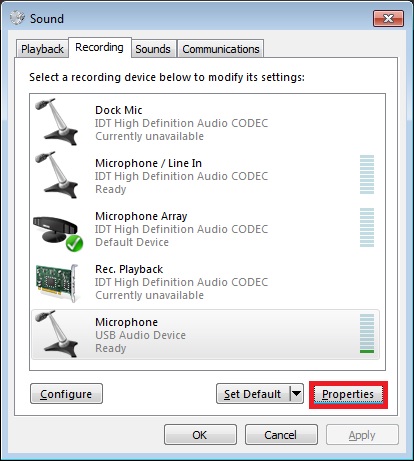 Sound
Playback Recording Sounds Communications
Select a recording device below to modify its settings:
Dock Mic
IDT High Definition Audio CODEC
Currently unavailable
Microphone / Line In
IDT High Definition Audio CODEC
Ready
Microphone Array
IDT High Definition Audio CODEC
Default Device
Rec. Playback
IDT High Definition Audio CODEC
Currently unavailable
Microphone
USB Audio Device
Ready
Configure Set Default Properties
OK Cancel Apply